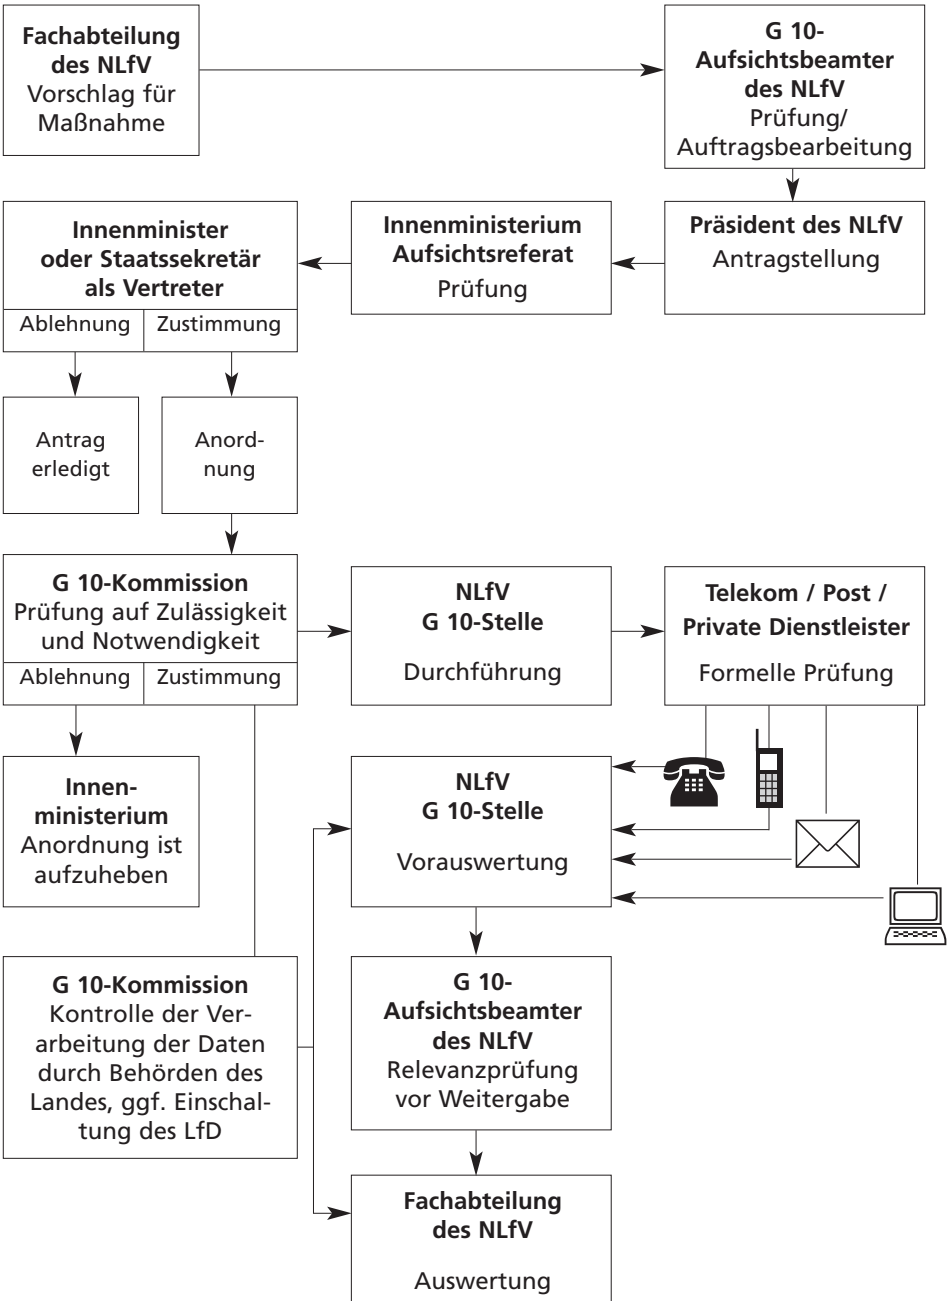 Fachabteilung
des NLfV
Vorschlag für
Maßnahme
G 10-
Aufsichtsbeamter
des NLfV
Prüfung/
Auftragsbearbeitung
Präsident des NLfV
Antragstellung
Innenministerium
Aufsichtsreferat
Prüfung
Innenminister
oder Staatssekretär
als Vertreter
Ablehnung
Zustimmung
Antrag
erledigt
Anord-
nung
G 10-Kommission
Prüfung auf Zulässigkeit
und Notwendigkeit
Ablehnung
Zustimmung
NLfV
G 10-Stelle
Durchführung
Telekom / Post /
Private Dienstleister
Formelle Prüfung
Innen-
ministerium
Anordnung ist
aufzuheben
NLfV
G 10-Stelle
Vorauswertung
G 10-Kommission
Kontrolle der Ver-
arbeitung der Daten
durch Behörden des
Landes, ggf. Einschal-
tung des LfD
G 10-
Aufsichtsbeamter
des NLfV
Relevanzprüfung
vor Weitergabe
Fachabteilung
des NLfV
Auswertung